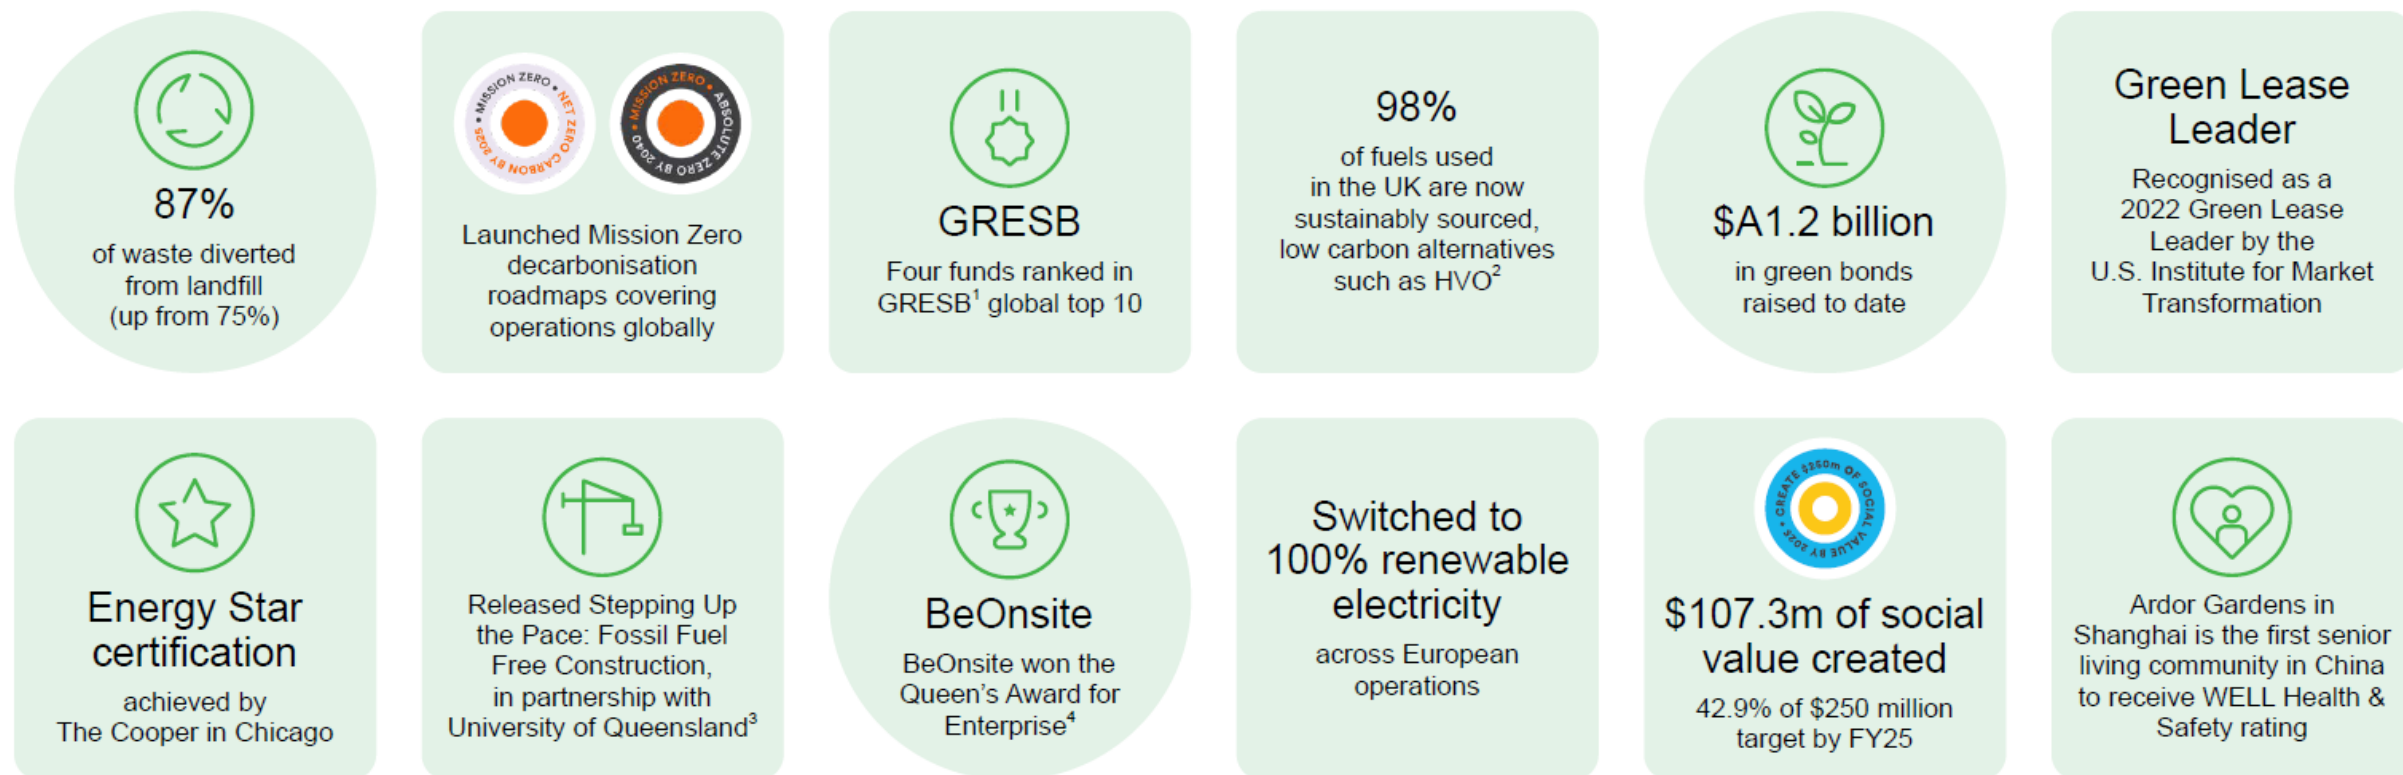 87%
of waste diverted
from landfill
(up from 75%)
• MISSION ZERO • NET ZERO CARBON BY 2025
• MISSION ZERO • ABSOLUTE ZERO BY 2040
Launched Mission Zero
decarbonisation
roadmaps covering
operations globally
GRESB
Four funds ranked in
GRESB¹ global top 10
98%
of fuels used
in the UK are now
sustainably sourced,
low carbon alternatives
such as HVO²
$A1.2 billion
in green bonds
raised to date
Green Lease
Leader
Recognised as a
2022 Green Lease
Leader by the
U.S. Institute for Market
Transformation
Energy Star
certification
achieved by
The Cooper in Chicago
Released Stepping Up
the Pace: Fossil Fuel
Free Construction,
in partnership with
University of Queensland³
BeOnsite
BeOnsite won the
Queen's Award for
Enterprise⁴
Switched to
100% renewable
electricity
across European
operations
• CREATE $250m OF SOCIAL VALUE BY 2025
$107.3m of social
value created
42.9% of $250 million
target by FY25
Ardor Gardens in
Shanghai is the first senior
living community in China
to receive WELL Health &
Safety rating